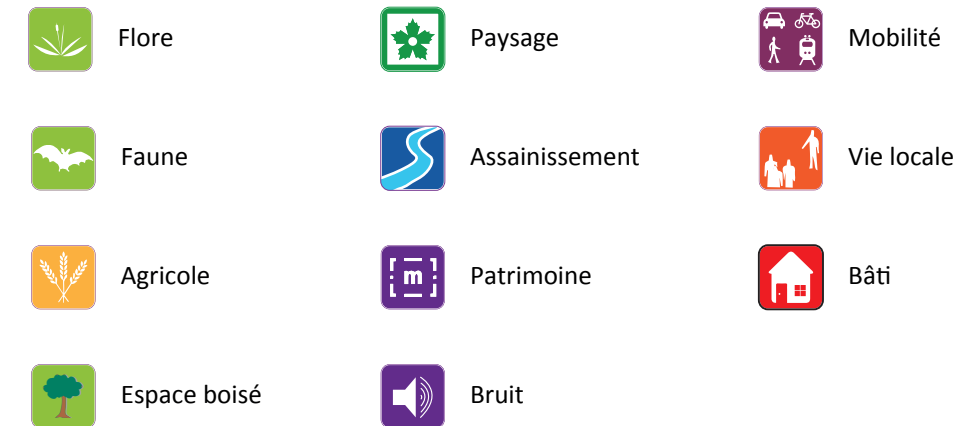 Flore
Paysage
Mobilité
Faune
Assainissement
Vie locale
Agricole
m
Patrimoine
Bâti
Espace boisé
Bruit